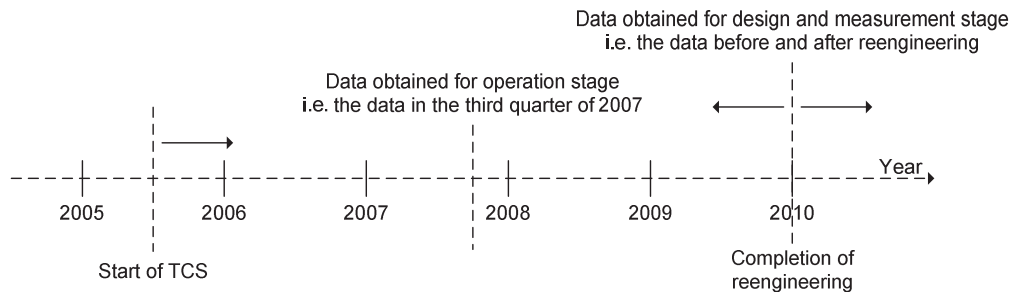 Data obtained for design and measurement stage
i.e. the data before and after reengineering
Data obtained for operation stage
i.e. the data in the third quarter of 2007
Year
2005
2006
2007
2008
2009
2010
Start of TCS
Completion of
reengineering